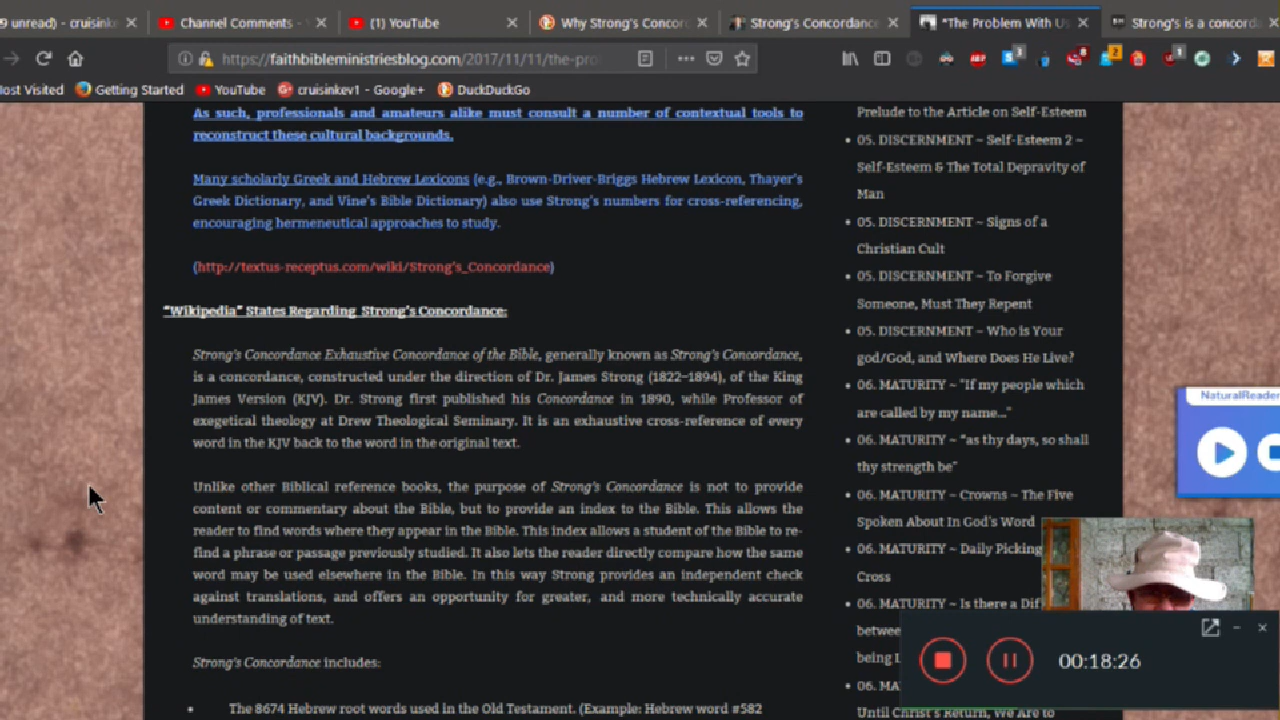 9 unread) - cruisink
Channel Comments -
(1) YouTube
Why Strong's Concor
Strong's Concordance
"The Problem With Us
Strong's is a concord
https://faithbibleministriesblog.com/2017/11/11/the-pro
Most Visited
Getting Started
YouTube
cruisinkev1 - Google+
DuckDuckGo
As such, professionals and amateurs alike must consult a number of contextual tools to
reconstruct these cultural backgrounds.
Many scholarly Greek and Hebrew Lexicons (e.g., Brown-Driver-Briggs Hebrew Lexicon, Thayer's
Greek Dictionary, and Vine's Bible Dictionary) also use Strong's numbers for cross-referencing,
encouraging hermeneutical approaches to study.
(http://textus-receptus.com/wiki/Strong's_Concordance)
"Wikipedia" States Regarding Strong's Concordance:
Strong's Concordance Exhaustive Concordance of the Bible, generally known as Strong's Concordance,
is a concordance, constructed under the direction of Dr. James Strong (1822–1894), of the King
James Version (KJV). Dr. Strong first published his Concordance in 1890, while Professor of
exegetical theology at Drew Theological Seminary. It is an exhaustive cross-reference of every
word in the KJV back to the word in the original text.
Unlike other Biblical reference books, the purpose of Strong's Concordance is not to provide
content or commentary about the Bible, but to provide an index to the Bible. This allows the
reader to find words where they appear in the Bible. This index allows a student of the Bible to re-
find a phrase or passage previously studied. It also lets the reader directly compare how the same
word may be used elsewhere in the Bible. In this way Strong provides an independent check
against translations, and offers an opportunity for greater, and more technically accurate
understanding of text.
Strong's Concordance includes:
• The 8674 Hebrew root words used in the Old Testament. (Example: Hebrew word #582
Prelude to the Article on Self-Esteem
• 05. DISCERNMENT ~ Self-Esteem 2 ~
Self-Esteem & The Total Depravity of
Man
• 05. DISCERNMENT ~ Signs of a
Christian Cult
• 05. DISCERNMENT ~ To Forgive
Someone, Must They Repent
• 05. DISCERNMENT ~ Who is Your
god/God, and Where Does He Live?
• 06. MATURITY ~ "If my people which
are called by my name..."
• 06. MATURITY ~ "as thy days, so shall
thy strength be"
• 06. MATURITY ~ Crowns ~ The Five
Spoken About In God's Word
• 06. MATURITY ~ Daily Picking
Cross
• 06. MATURITY ~ Is there a Dif
betwee
being I
• 06. MA
Until Christ's Return, We Are to
NaturalReader
00:18:26